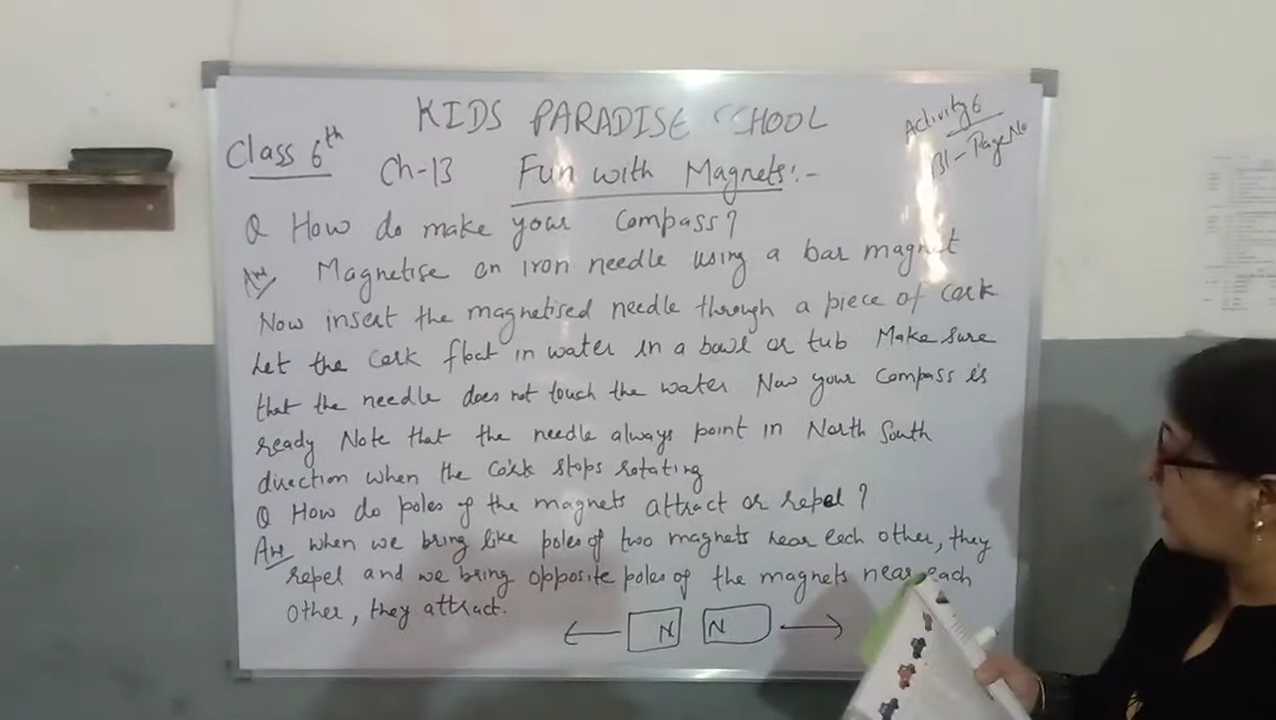 KIDS PARADISE SCHOOL
Activity 6
Class 6th
Ch-13 Fun with Magnets:-
81 - Page No
Q How do make your Compass?
Ans Magnetise an iron needle using a bar magnet
Now insert the magnetised needle through a piece of cork
Let the cork float in water in a bowl or tub Make sure
that the needle does not touch the water Now your Compass is
ready Note that the needle always point in North South
direction when the cork stops rotating
Q How do poles of the magnets attract or repel?
Ans when we bring like poles of two magnets near each other, they
repel and we bring opposite poles of the magnets near each
other, they attract.
N N